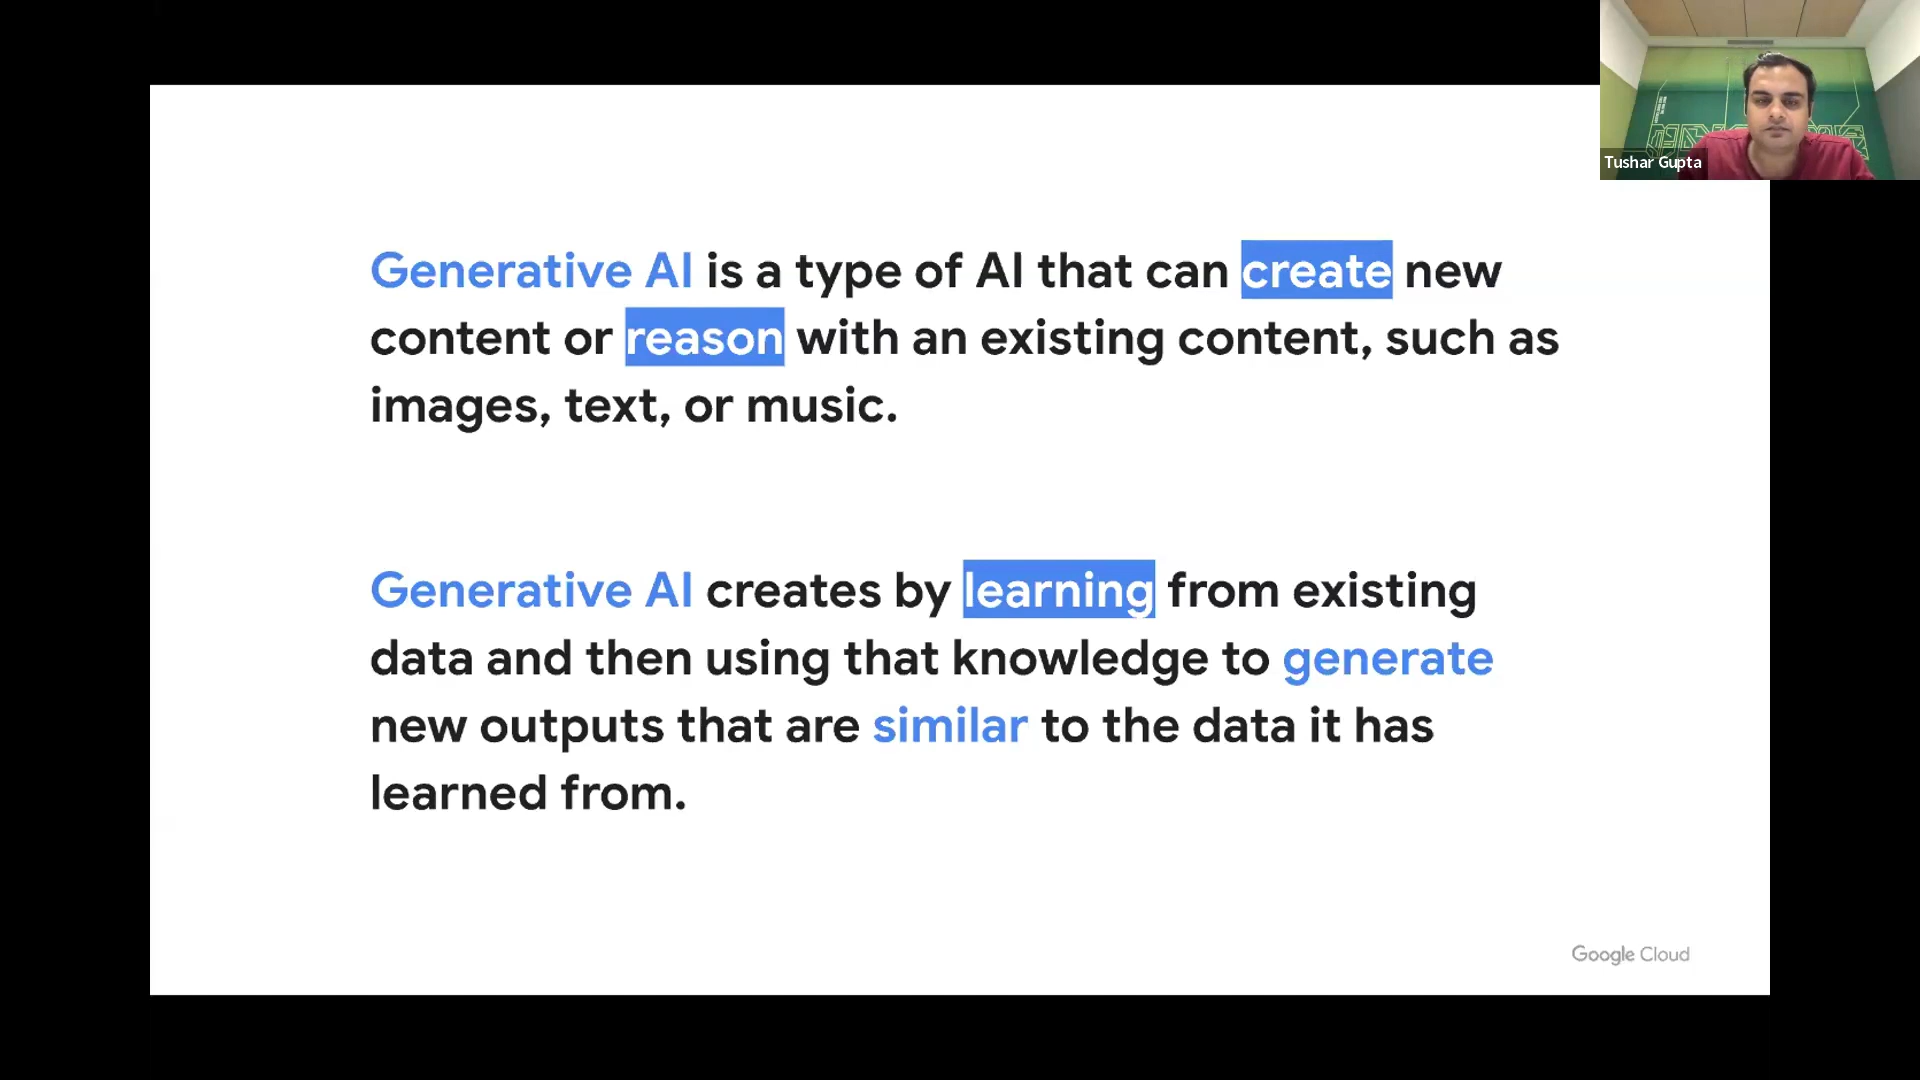 Generative AI is a type of AI that can create new
content or reason with an existing content, such as
images, text, or music.
Generative AI creates by learning from existing
data and then using that knowledge to generate
new outputs that are similar to the data it has
learned from.
Google Cloud
Tushar Gupta